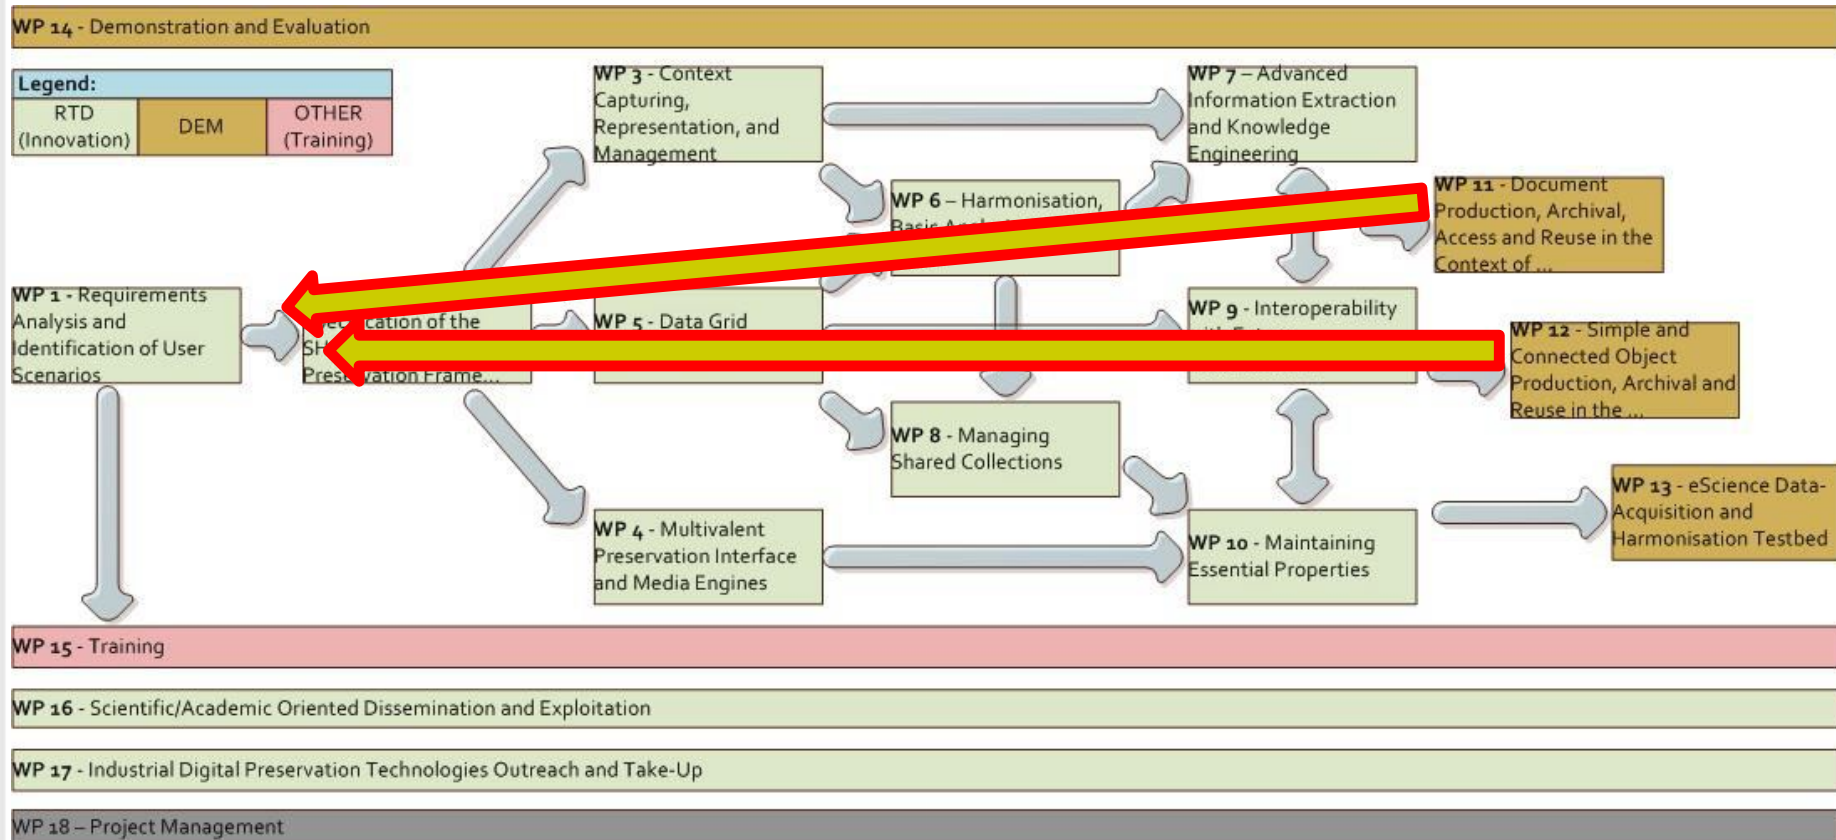 WP 14 - Demonstration and Evaluation
Legend:
RTD
(Innovation)
DEM
OTHER
(Training)
WP 3 - Context
Capturing,
Representation, and
Management
WP 7 – Advanced
Information Extraction
and Knowledge
Engineering
WP 6 – Harmonisation,
WP 11 - Document
Production, Archival,
Access and Reuse in the
Context of ...
WP 1 - Requirements
Analysis and
Identification of User
Scenarios
of the
Preservation Frame...
WP 5 - Data Grid
WP 9 - Interoperability
WP 12 - Simple and
Connected Object
Production, Archival and
Reuse in the ...
WP 8 - Managing
Shared Collections
WP 13 - eScience Data-
Acquisition and
Harmonisation Testbed
WP 4 - Multivalent
Preservation Interface
and Media Engines
WP 10 - Maintaining
Essential Properties
WP 15 - Training
WP 16 - Scientific/Academic Oriented Dissemination and Exploitation
WP 17 - Industrial Digital Preservation Technologies Outreach and Take-Up
WP 18 – Project Management